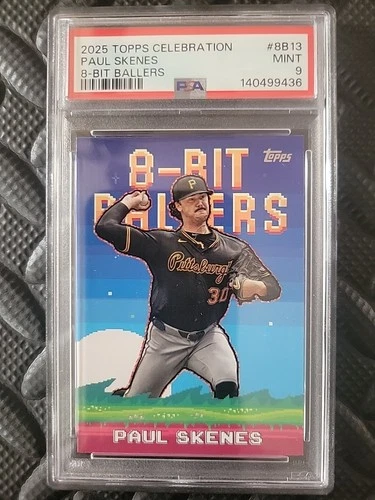 2025 TOPPS CELEBRATION #8B13
PAUL SKENES MINT
8-BIT BALLERS 9
PSA 140499436
8-BIT
Topps
BALLERS
P
Pittsburgh
30
PAUL SKENES